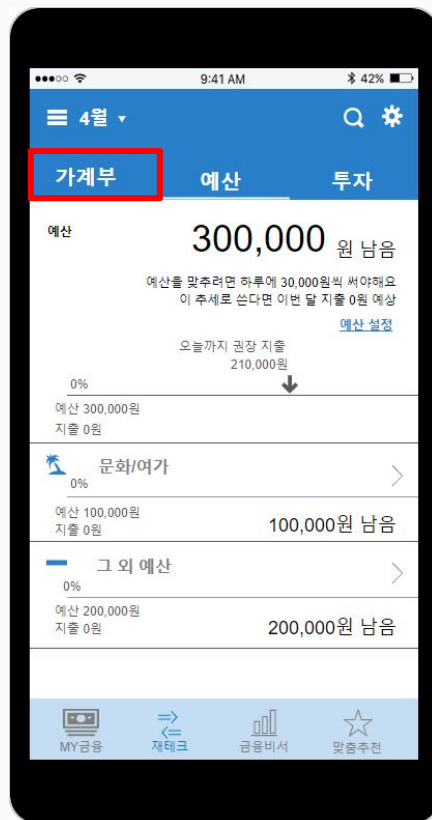 9:41 AM 42%
4월
가계부 예산 투자
예산
300,000 원 남음
예산을 맞추려면 하루에 30,000원씩 써야해요
이 추세로 쓴다면 이번 달 지출 0원 예상
예산 설정
오늘까지 권장 지출
210,000원
0%
예산 300,000원
지출 0원
문화/여가
0%
예산 100,000원
지출 0원
100,000원 남음
그 외 예산
0%
예산 200,000원
지출 0원
200,000원 남음
MY금융 재테크 금융비서 맞춤추전